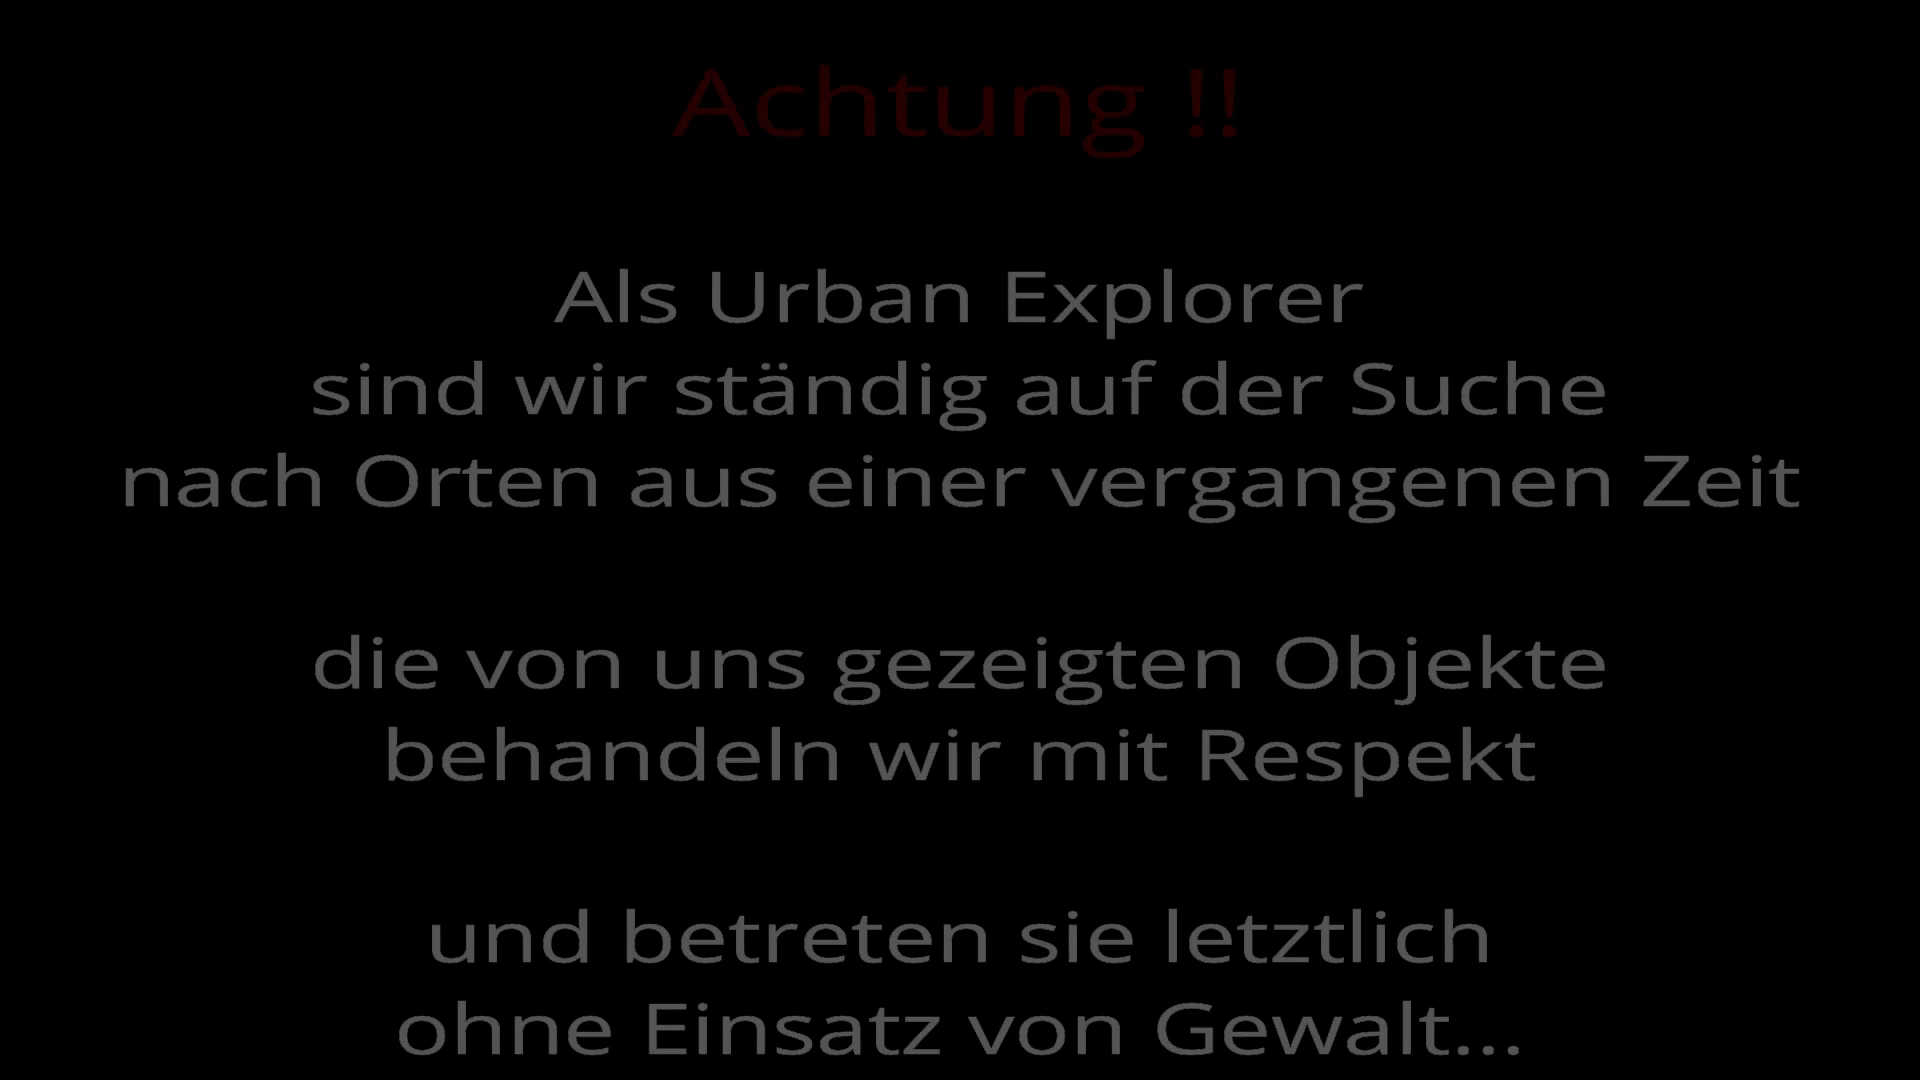 Achtung !!
Als Urban Explorer
sind wir ständig auf der Suche
nach Orten aus einer vergangenen Zeit
die von uns gezeigten Objekte
behandeln wir mit Respekt
und betreten sie letztlich
ohne Einsatz von Gewalt...